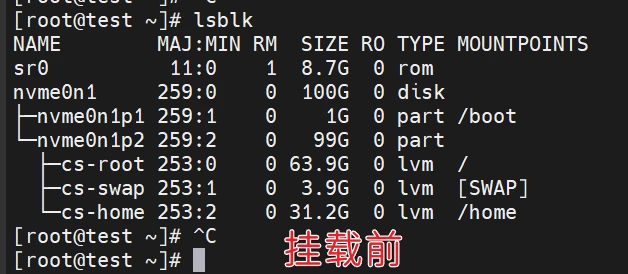 [root@test ~]# lsblk
NAME        MAJ:MIN RM  SIZE RO TYPE MOUNTPOINTS
sr0          11:0    1  8.7G  0 rom
nvme0n1     259:0    0  100G  0 disk
├─nvme0n1p1 259:1    0    1G  0 part /boot
└─nvme0n1p2 259:2    0   99G  0 part
  ├─cs-root 253:0    0 63.9G  0 lvm  /
  ├─cs-swap 253:1    0  3.9G  0 lvm  [SWAP]
  └─cs-home 253:2    0 31.2G  0 lvm  /home
[root@test ~]# ^C
挂载前
[root@test ~]#